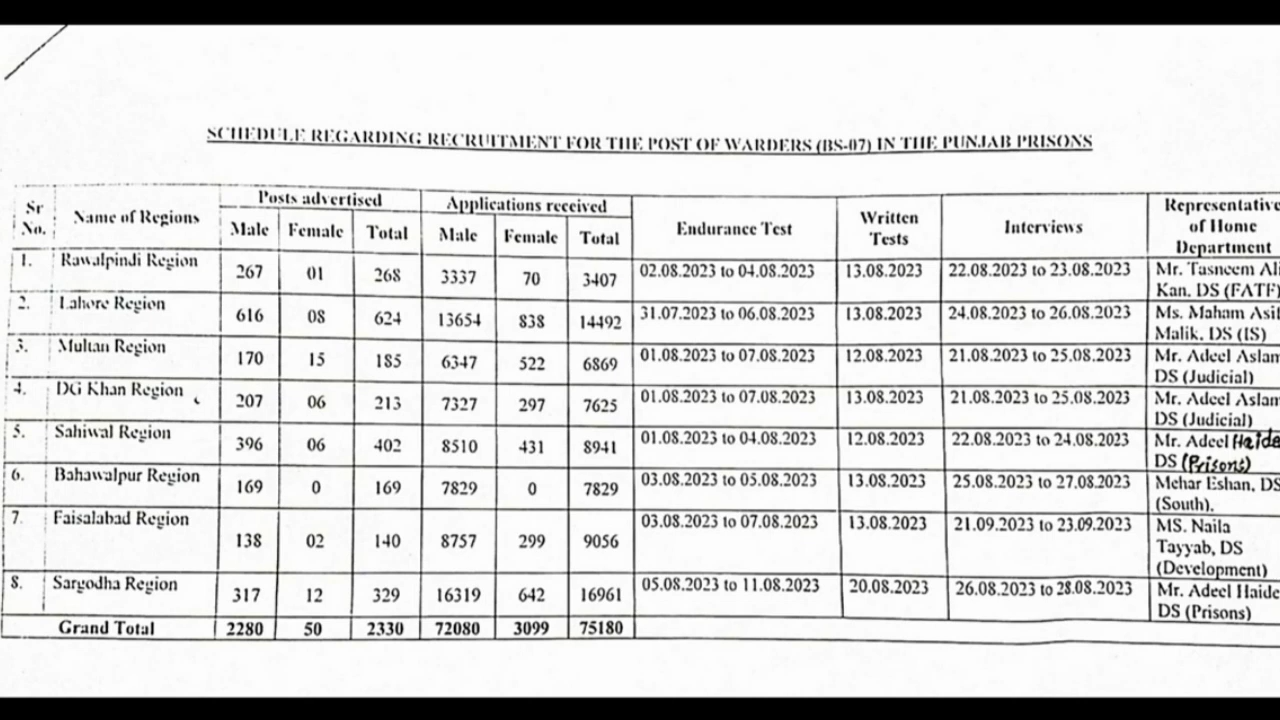 SCHEDULE REGARDING RECRUITMENT FOR THE POST OF WARDERS (BS-07) IN THE PUNJAB PRISONS
Sr No. Name of Regions Posts advertised Applications received Endurance Test Written Tests Interviews Representative of Home Department
Male Female Total Male Female Total
1. Rawalpindi Region 267 01 268 3337 70 3407 02.08.2023 to 04.08.2023 13.08.2023 22.08.2023 to 23.08.2023 Mr. Tasneem Ali
Kan, DS (FATF)
2. Lahore Region 616 08 624 13654 838 14492 31.07.2023 to 06.08.2023 13.08.2023 24.08.2023 to 26.08.2023 Ms. Maham Asif
Malik, DS (IS)
3. Multan Region 170 15 185 6347 522 6869 01.08.2023 to 07.08.2023 12.08.2023 21.08.2023 to 25.08.2023 Mr. Adeel Aslam
DS (Judicial)
4. DG Khan Region 207 06 213 7327 297 7625 01.08.2023 to 07.08.2023 13.08.2023 21.08.2023 to 25.08.2023 Mr. Adeel Aslam
DS (Judicial)
5. Sahiwal Region 396 06 402 8510 431 8941 01.08.2023 to 04.08.2023 12.08.2023 22.08.2023 to 24.08.2023 Mr. Adeel Haide
DS (Prisons)
6. Bahawalpur Region 169 0 169 7829 0 7829 03.08.2023 to 05.08.2023 13.08.2023 25.08.2023 to 27.08.2023 Mehar Eshan, DS
(South),
7. Faisalabad Region 138 02 140 8757 299 9056 03.08.2023 to 07.08.2023 13.08.2023 21.09.2023 to 23.09.2023 MS. Naila
Tayyab, DS
(Development)
8. Sargodha Region 317 12 329 16319 642 16961 05.08.2023 to 11.08.2023 20.08.2023 26.08.2023 to 28.08.2023 Mr. Adeel Haide
DS (Prisons)
Grand Total 2280 50 2330 72080 3099 75180